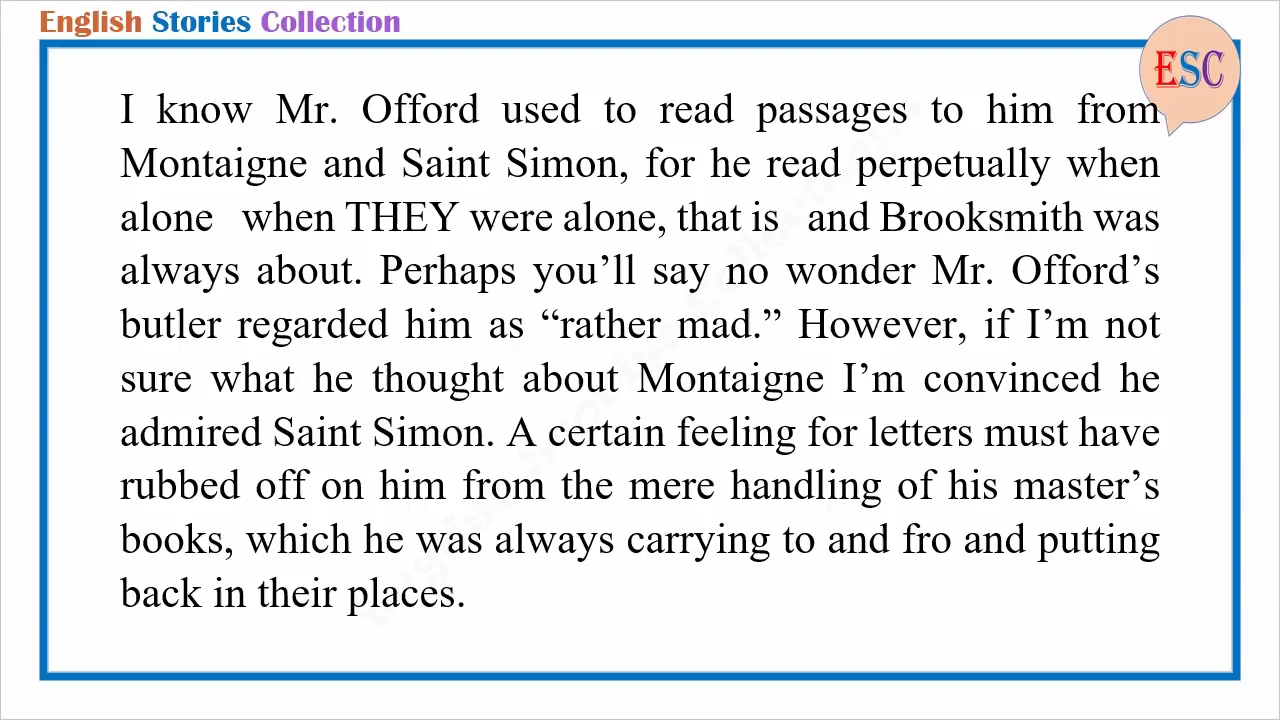 English Stories Collection
ESC
I know Mr. Offord used to read passages to him from
Montaigne and Saint Simon, for he read perpetually when
alone   when THEY were alone, that is   and Brooksmith was
always about. Perhaps you’ll say no wonder Mr. Offord’s
butler regarded him as “rather mad.” However, if I’m not
sure what he thought about Montaigne I’m convinced he
admired Saint Simon. A certain feeling for letters must have
rubbed off on him from the mere handling of his master’s
books, which he was always carrying to and fro and putting
back in their places.